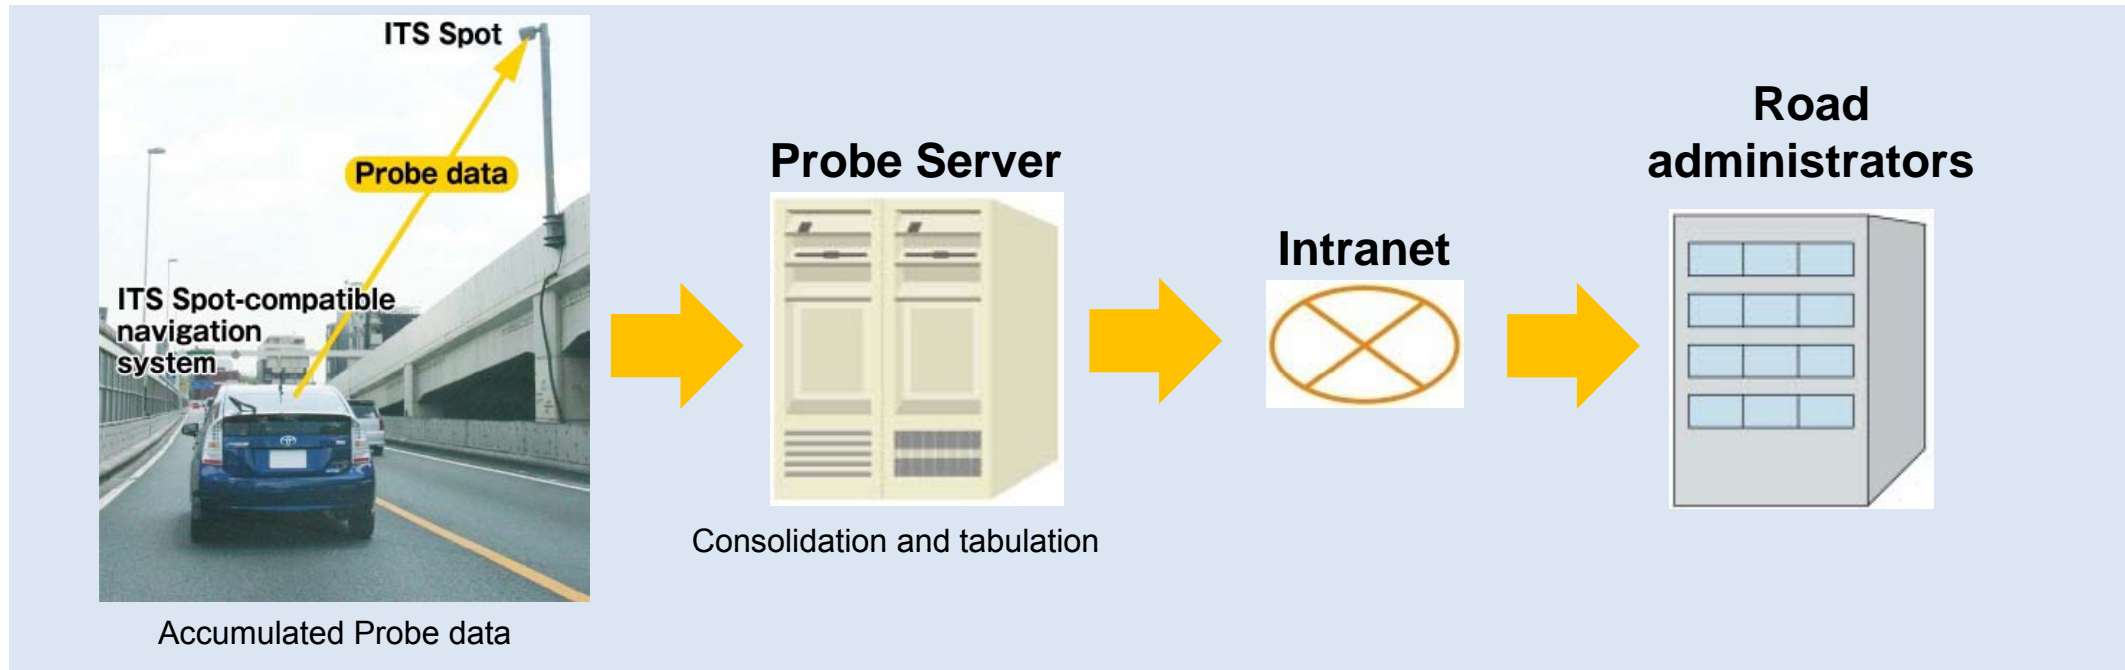 ITS Spot
Probe data
ITS Spot-compatible
navigation
system
Accumulated Probe data
Probe Server
Consolidation and tabulation
Intranet
Road
administrators